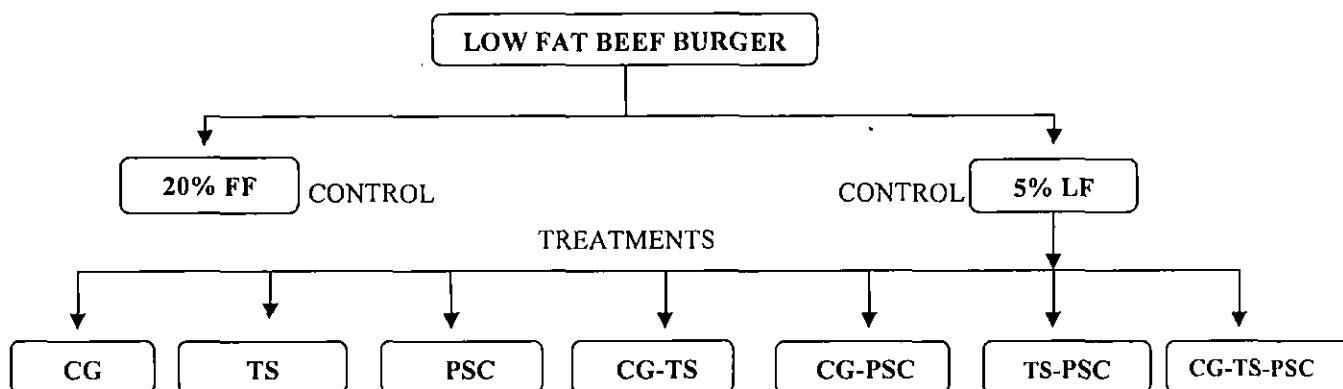 LOW FAT BEEF BURGER
20% FF
CONTROL
CONTROL
5% LF
TREATMENTS
CG
TS
PSC
CG-TS
CG-PSC
TS-PSC
CG-TS-PSC